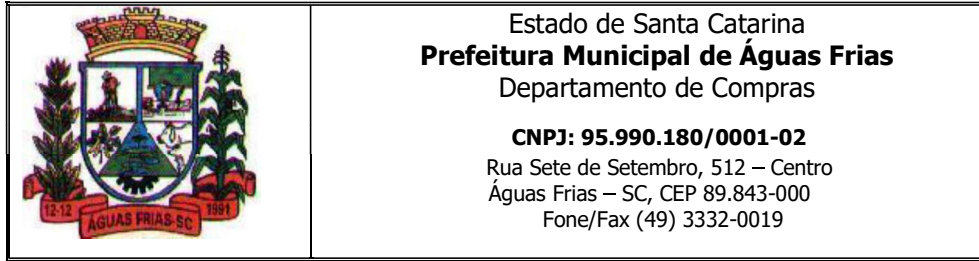 12-12
ÁGUAS FRIAS-SC
1991
Estado de Santa Catarina
Prefeitura Municipal de Águas Frias
Departamento de Compras
CNPJ: 95.990.180/0001-02
Rua Sete de Setembro, 512 – Centro
Águas Frias – SC, CEP 89.843-000
Fone/Fax (49) 3332-0019